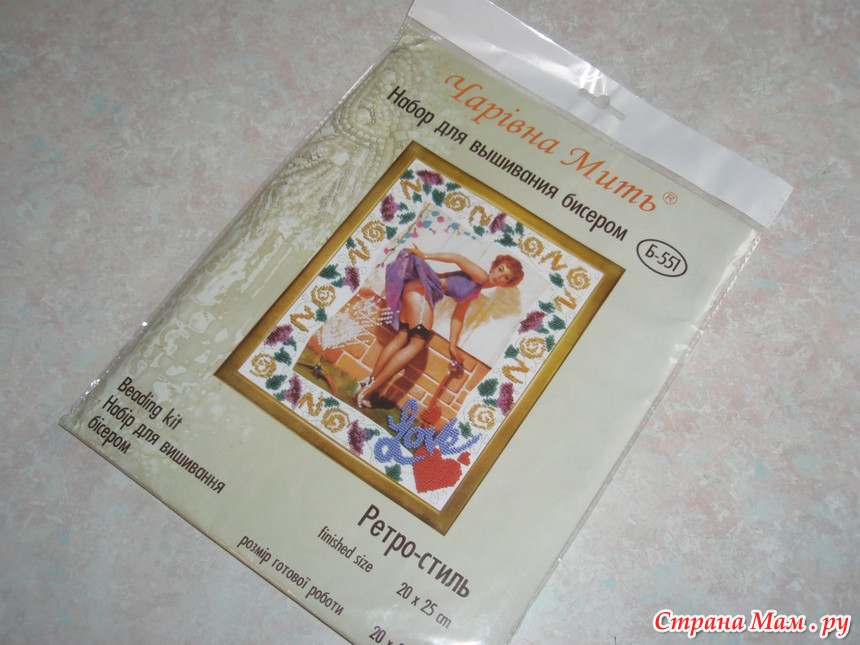 Чарівна Мить ®
Набор для вышивания бисером
Б-551
Love
Beading kit
Набір для вишивання
бісером
Ретро-стиль
finished size
20 x 25 cm
розмір готової роботи
20 x
Страна Мам.ру